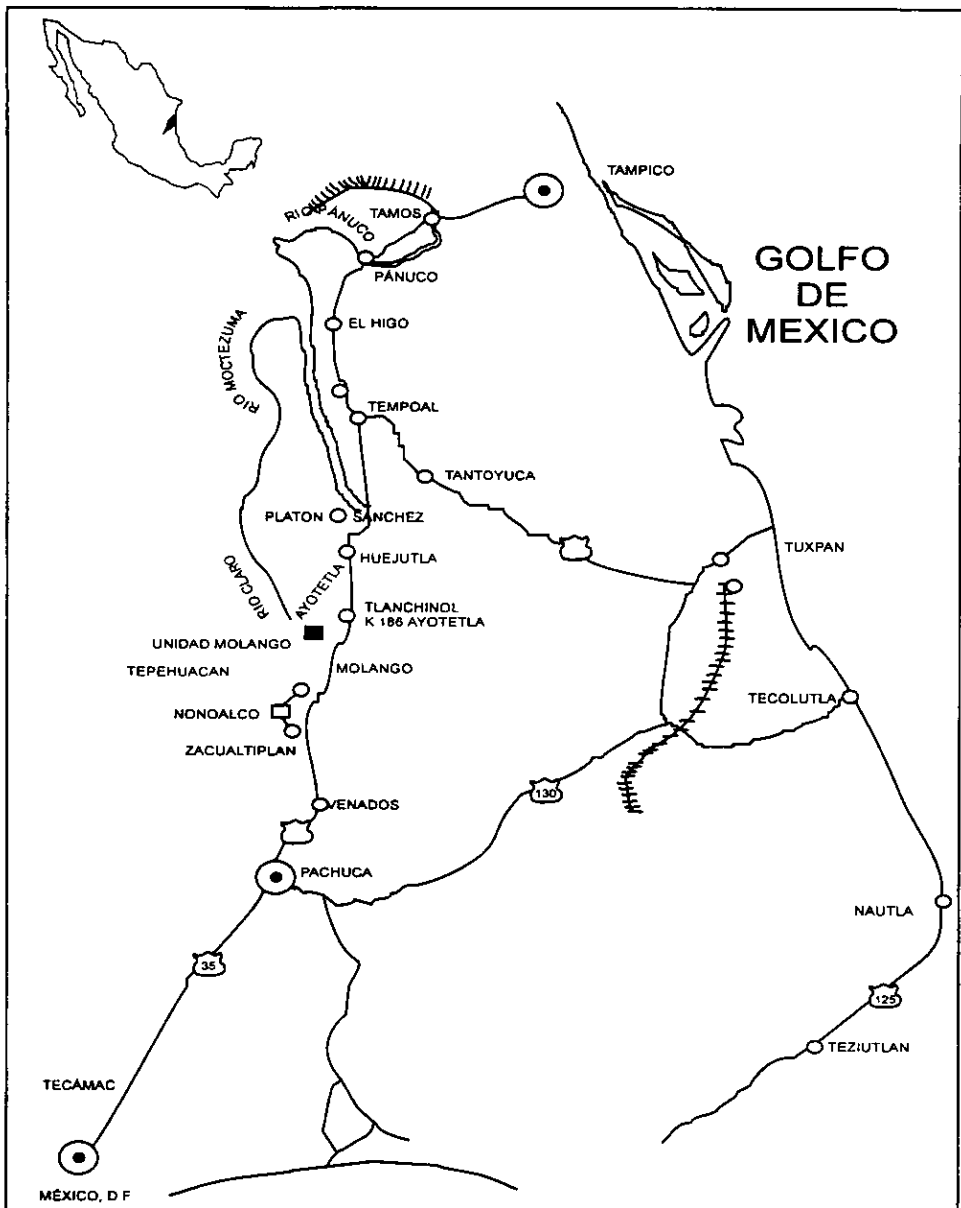 TAMPICO
RIO PÁNUCO
TAMOS
GOLFO
DE
MEXICO
PÁNUCO
EL HIGO
RIO MOCTEZUMA
TEMPOAL
TANTOYUCA
PLATON SANCHEZ
TUXPAN
HUEJUTLA
AYOTETLA
RIO CLARO
TLANCHINOL
K 186 AYOTETLA
UNIDAD MOLANGO
TEPEHUACAN
MOLANGO
TECOLUTLA
NONOALCO
ZACUALTIPLAN
130
VENADOS
PACHUCA
NAUTLA
35
125
TEZIUTLAN
TECÁMAC
MÉXICO, D F